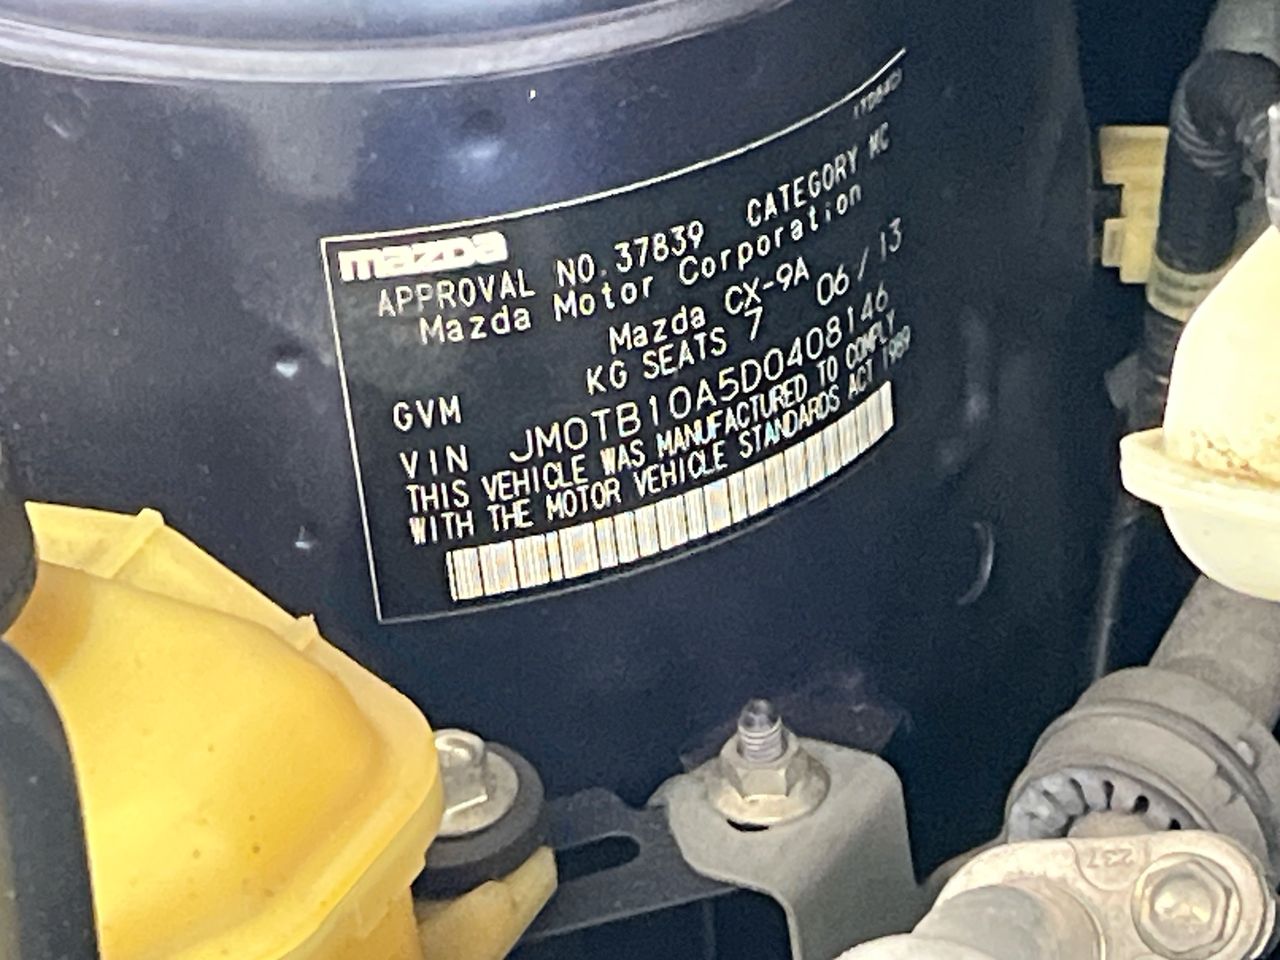 mazda
APPROVAL NO. 37839 CATEGORY MC
Mazda Motor Corporation
Mazda CX-9A 06/13
GVM KG SEATS 7
VIN JM0TB10A5D0408146
THIS VEHICLE WAS MANUFACTURED TO COMPLY
WITH THE MOTOR VEHICLE STANDARDS ACT 1989
237